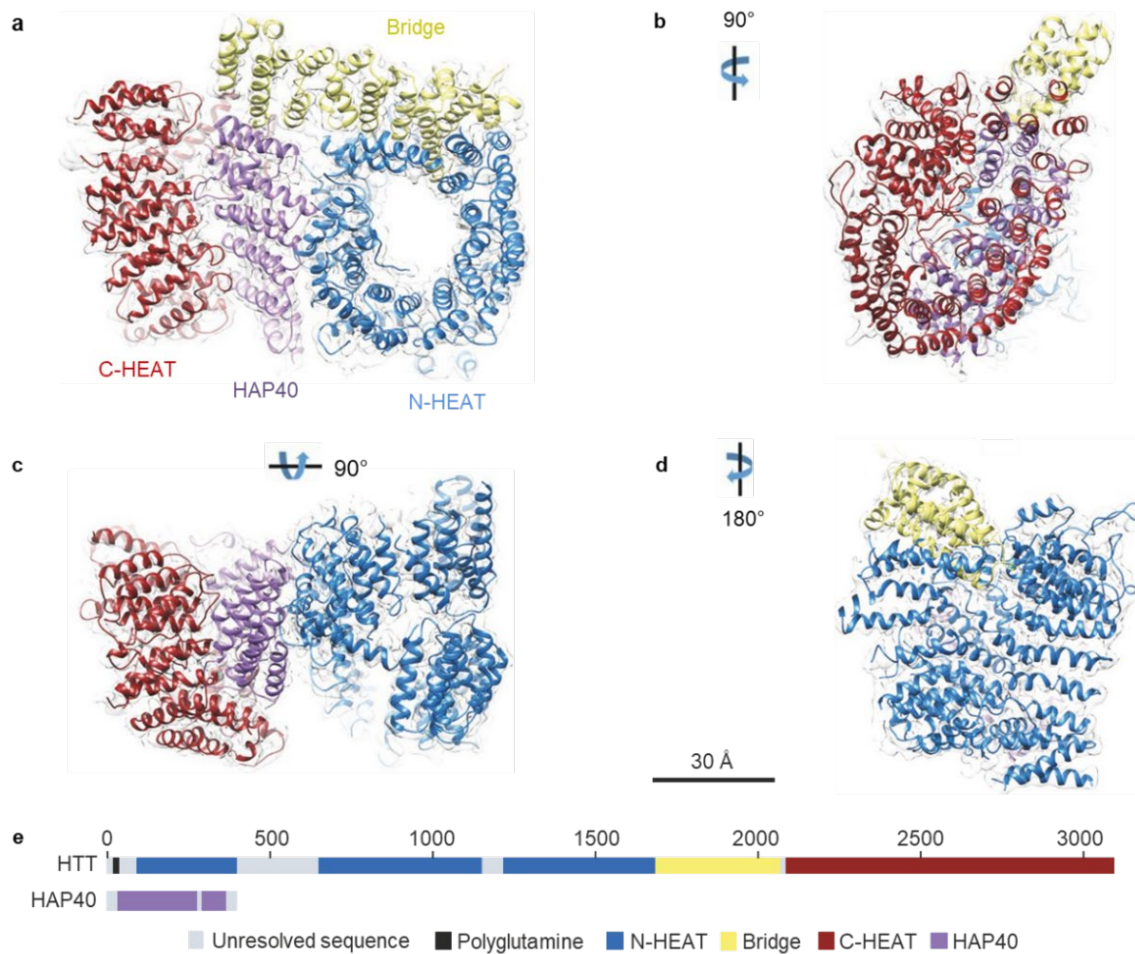 a
Bridge
C-HEAT
HAP40
N-HEAT
b
90°
c
90°
d
180°
30 Å
e
0 500 1000 1500 2000 2500 3000
HTT
HAP40
Unresolved sequence Polyglutamine N-HEAT Bridge C-HEAT HAP40